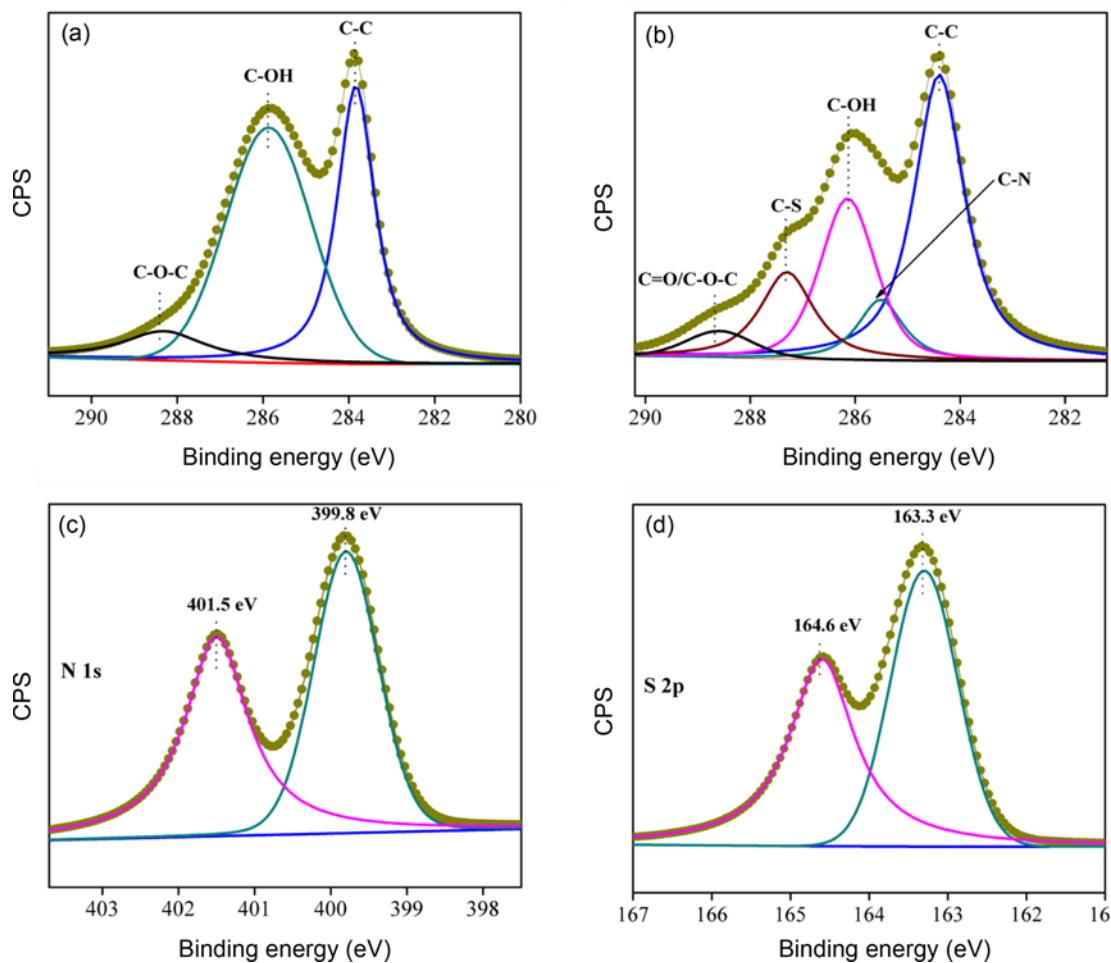 (a)
C-C
C-OH
C-O-C
CPS
290 288 286 284 282 280
Binding energy (eV)
(b)
C-C
C-OH
C-N
C-S
C=O/C-O-C
CPS
290 288 286 284 282
Binding energy (eV)
(c)
399.8 eV
401.5 eV
N 1s
CPS
403 402 401 400 399 398
Binding energy (eV)
(d)
163.3 eV
164.6 eV
S 2p
CPS
167 166 165 164 163 162 16
Binding energy (eV)